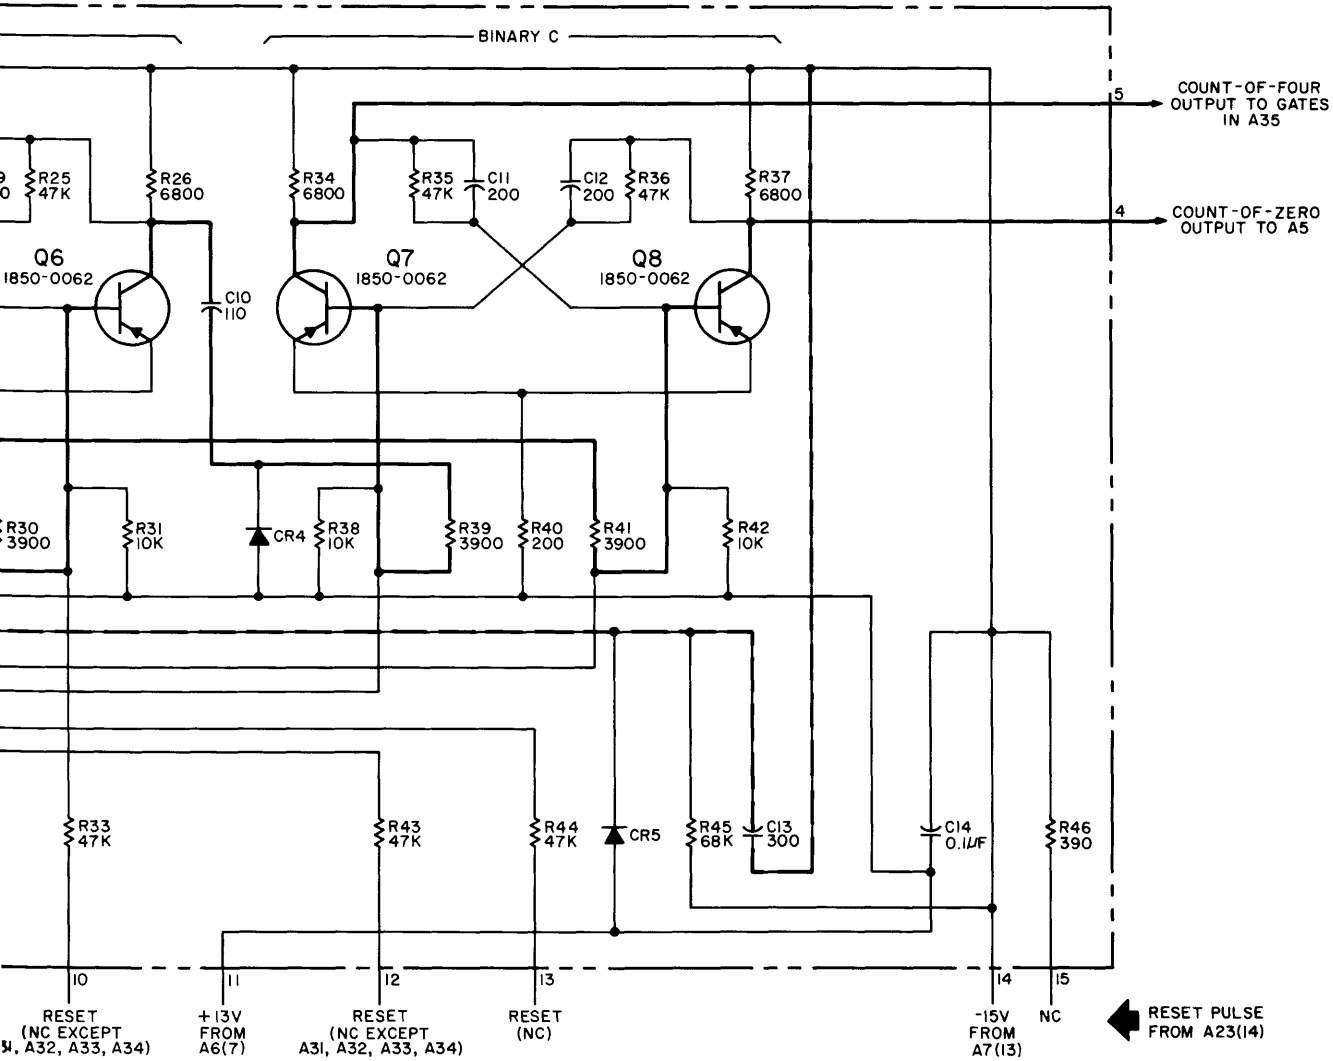 BINARY C
5
COUNT-OF-FOUR
OUTPUT TO GATES
IN A35
R25
47K
R26
6800
R34
6800
R35
47K
C11
200
C12
200
R36
47K
R37
6800
4
COUNT-OF-ZERO
OUTPUT TO A5
Q6
1850-0062
Q7
1850-0062
Q8
1850-0062
C10
110
R30
3900
R31
10K
CR4
R38
10K
R39
3900
R40
200
R41
3900
R42
10K
R33
47K
R43
47K
R44
47K
CR5
R45
68K
C13
300
C14
0.1µF
R46
390
10
11
12
13
14
15
RESET
(NC EXCEPT
A32, A33, A34)
+13V
FROM
A6(7)
RESET
(NC EXCEPT
A31, A32, A33, A34)
RESET
(NC)
-15V
FROM
A7(13)
NC
RESET PULSE
FROM A23(14)